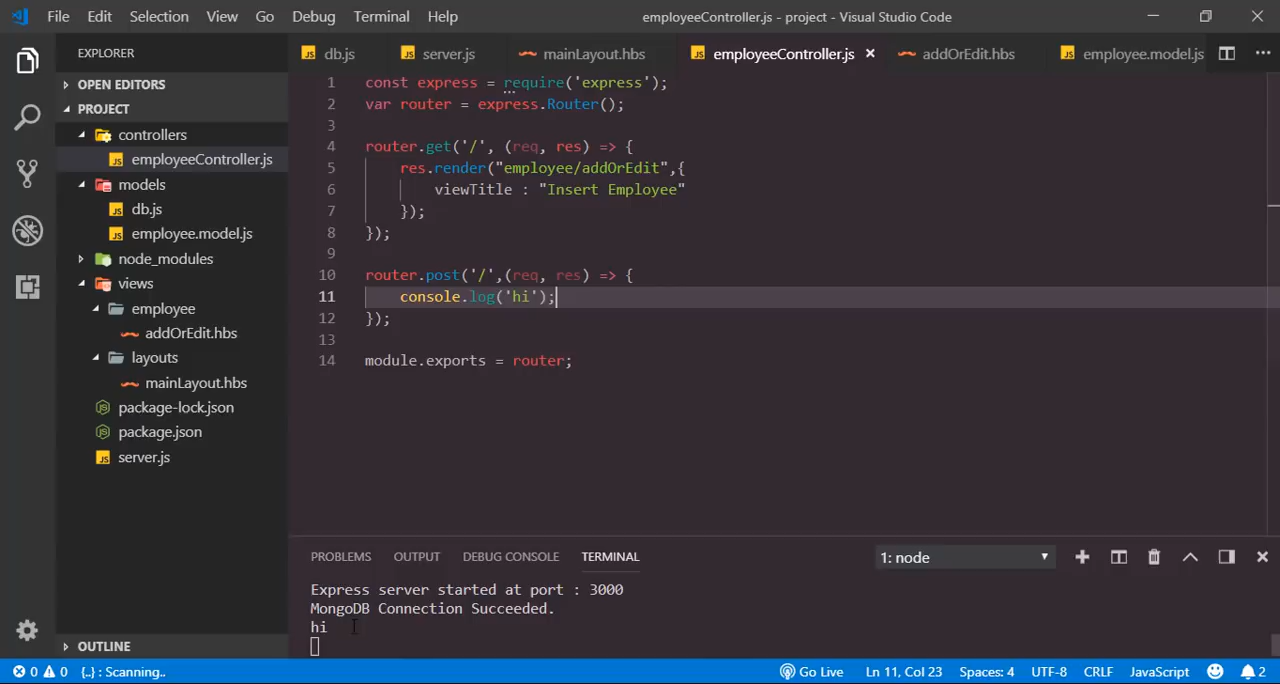 File Edit Selection View Go Debug Terminal Help employeeController.js - project - Visual Studio Code
EXPLORER
OPEN EDITORS
PROJECT
controllers
employeeController.js
models
db.js
employee.model.js
node_modules
views
employee
addOrEdit.hbs
layouts
mainLayout.hbs
package-lock.json
package.json
server.js
OUTLINE
db.js server.js mainLayout.hbs employeeController.js addOrEdit.hbs employee.model.js
1 const express = require('express');
2 var router = express.Router();
3
4 router.get('/', (req, res) => {
5 res.render("employee/addOrEdit",{
6 viewTitle : "Insert Employee"
7 });
8 });
9
10 router.post('/',(req, res) => {
11 console.log('hi');
12 });
13
14 module.exports = router;
PROBLEMS OUTPUT DEBUG CONSOLE TERMINAL 1: node
Express server started at port : 3000
MongoDB Connection Succeeded.
hi
0 0 {..} : Scanning.. Go Live Ln 11, Col 23 Spaces: 4 UTF-8 CRLF JavaScript 2